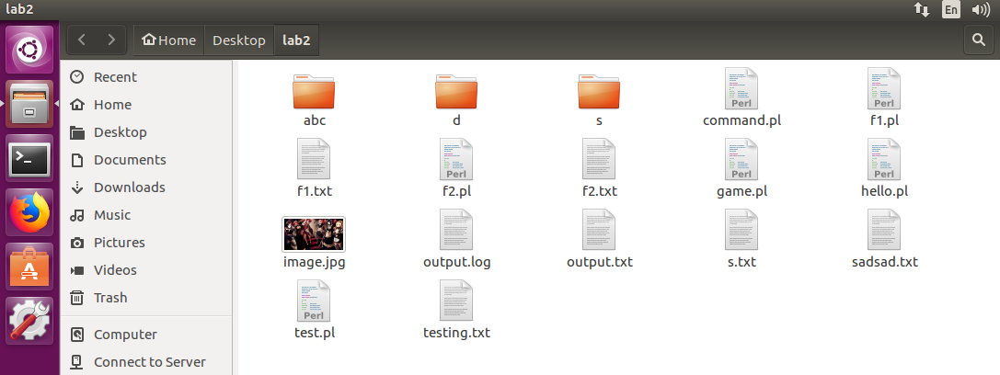 lab2
En
Home Desktop lab2
Recent
Home
Desktop
Documents
Downloads
Music
Pictures
Videos
Trash
Computer
Connect to Server
abc d s command.pl f1.pl
Perl Perl
f1.txt f2.pl f2.txt game.pl hello.pl
Perl Perl Perl
image.jpg output.log output.txt s.txt sadsad.txt
test.pl testing.txt
Perl